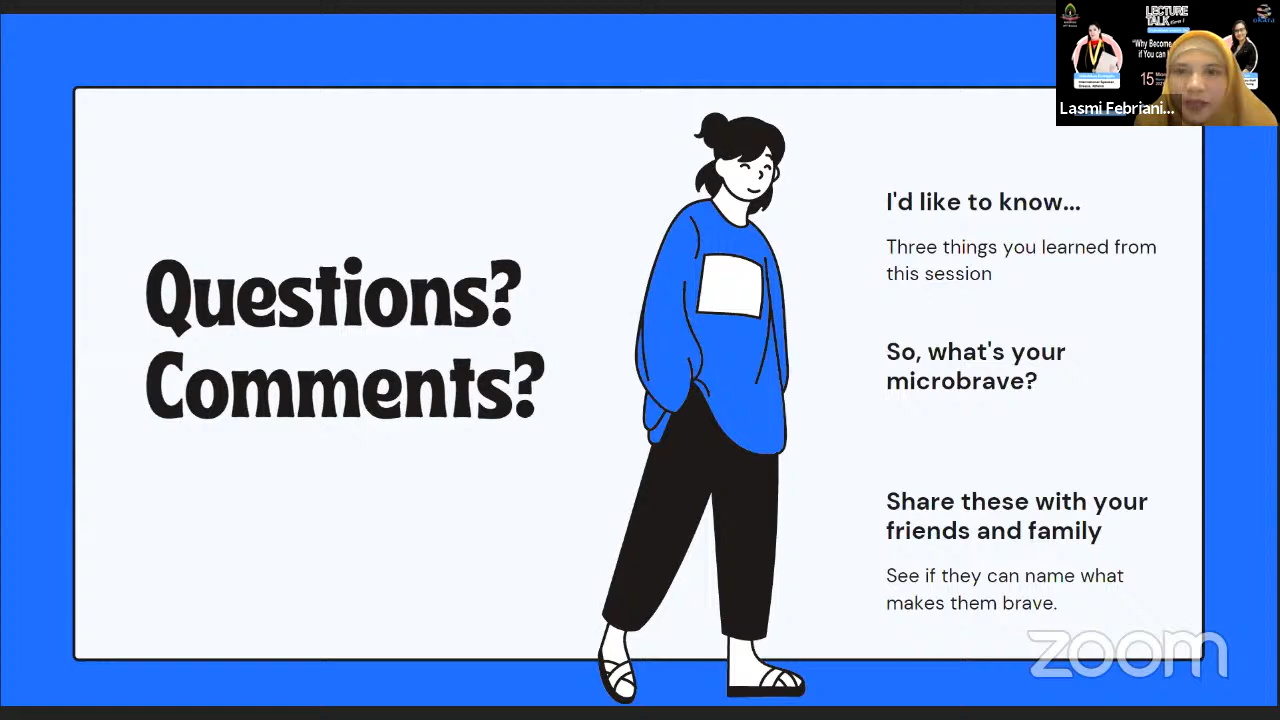 Questions?
Comments?
I'd like to know...
Three things you learned from
this session
So, what's your
microbrave?
Share these with your
friends and family
See if they can name what
makes them brave.
zoom
LECTURE
TALK
"Why Become
if You can
15
Lasmi Febriani...